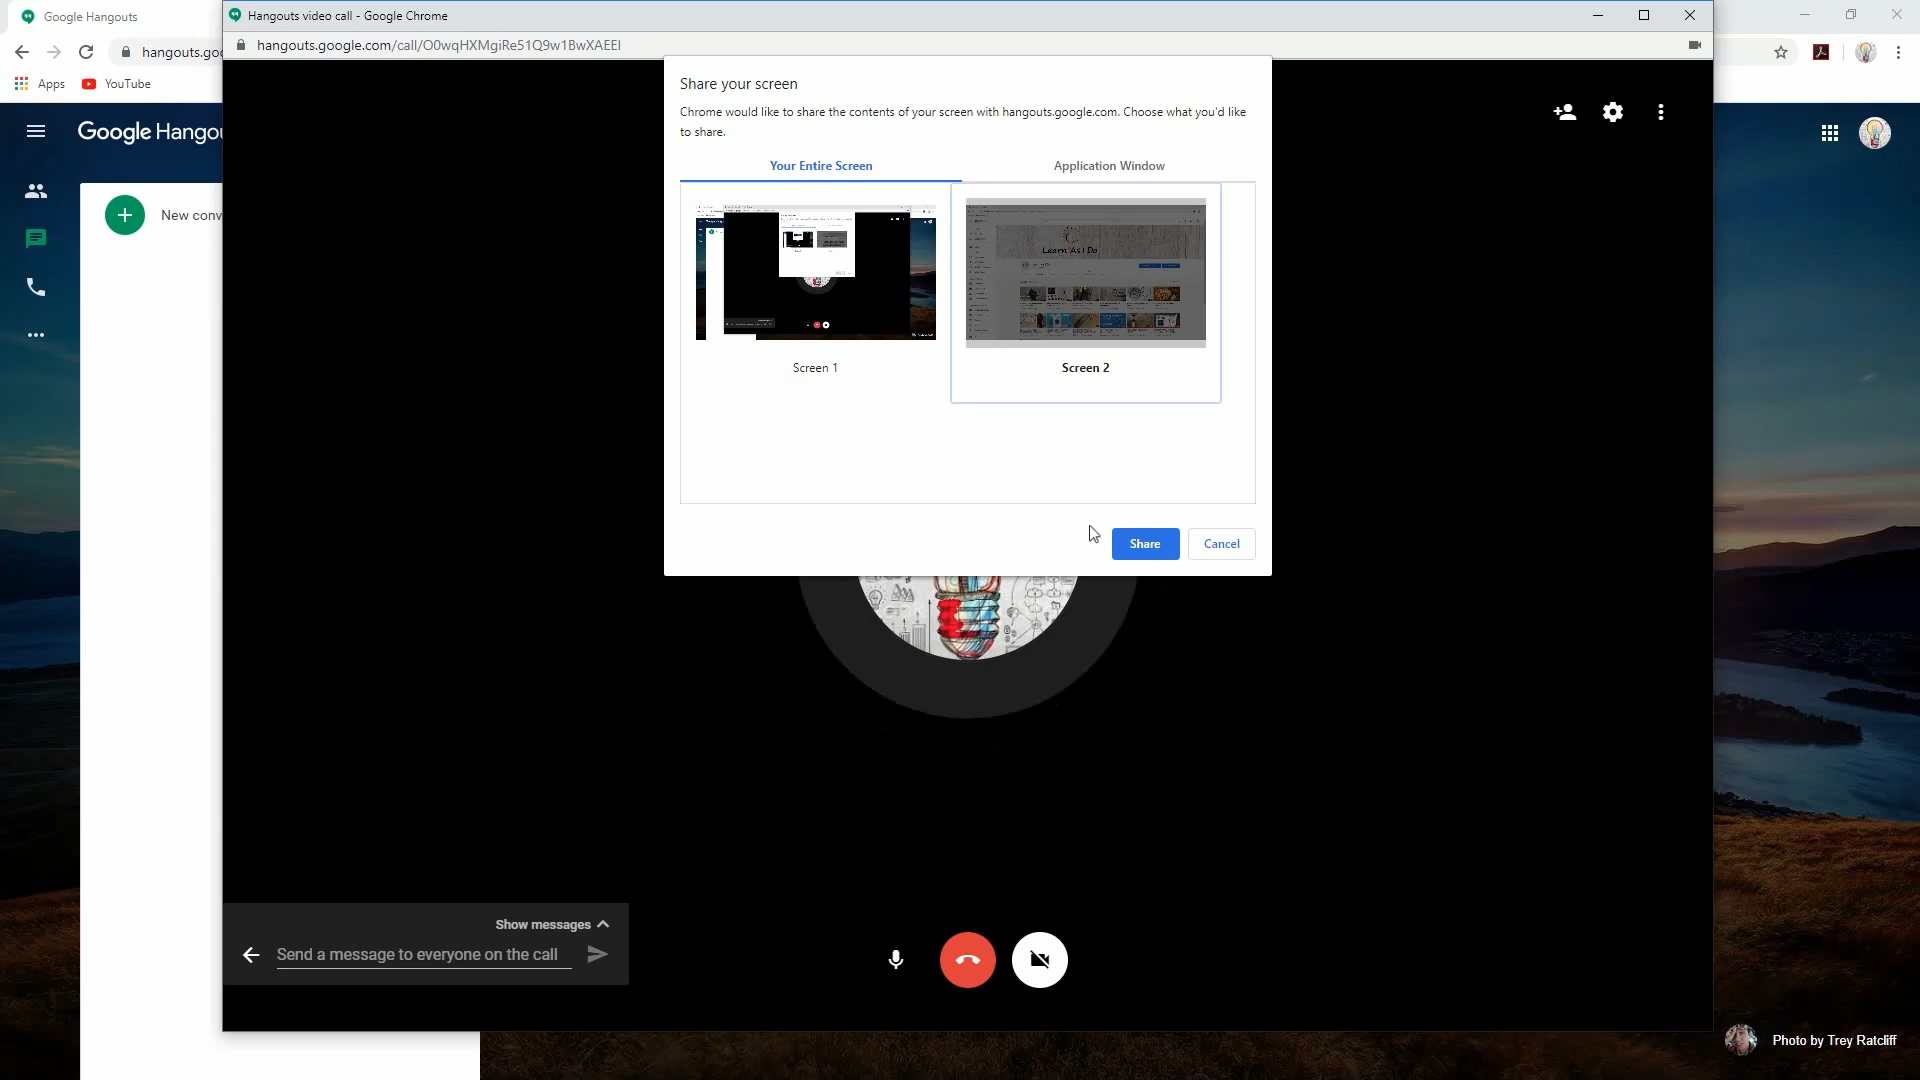 Google Hangouts
Hangouts video call - Google Chrome
hangouts.goo
hangouts.google.com/call/O0wqHXMgiRe51Q9w1BwXAEEI
Apps
YouTube
Google Hangou
New conv
Share your screen
Chrome would like to share the contents of your screen with hangouts.google.com. Choose what you'd like
to share.
Your Entire Screen
Application Window
Learn As I Do
Screen 1
Screen 2
Share
Cancel
Show messages
Send a message to everyone on the call
Photo by Trey Ratcliff